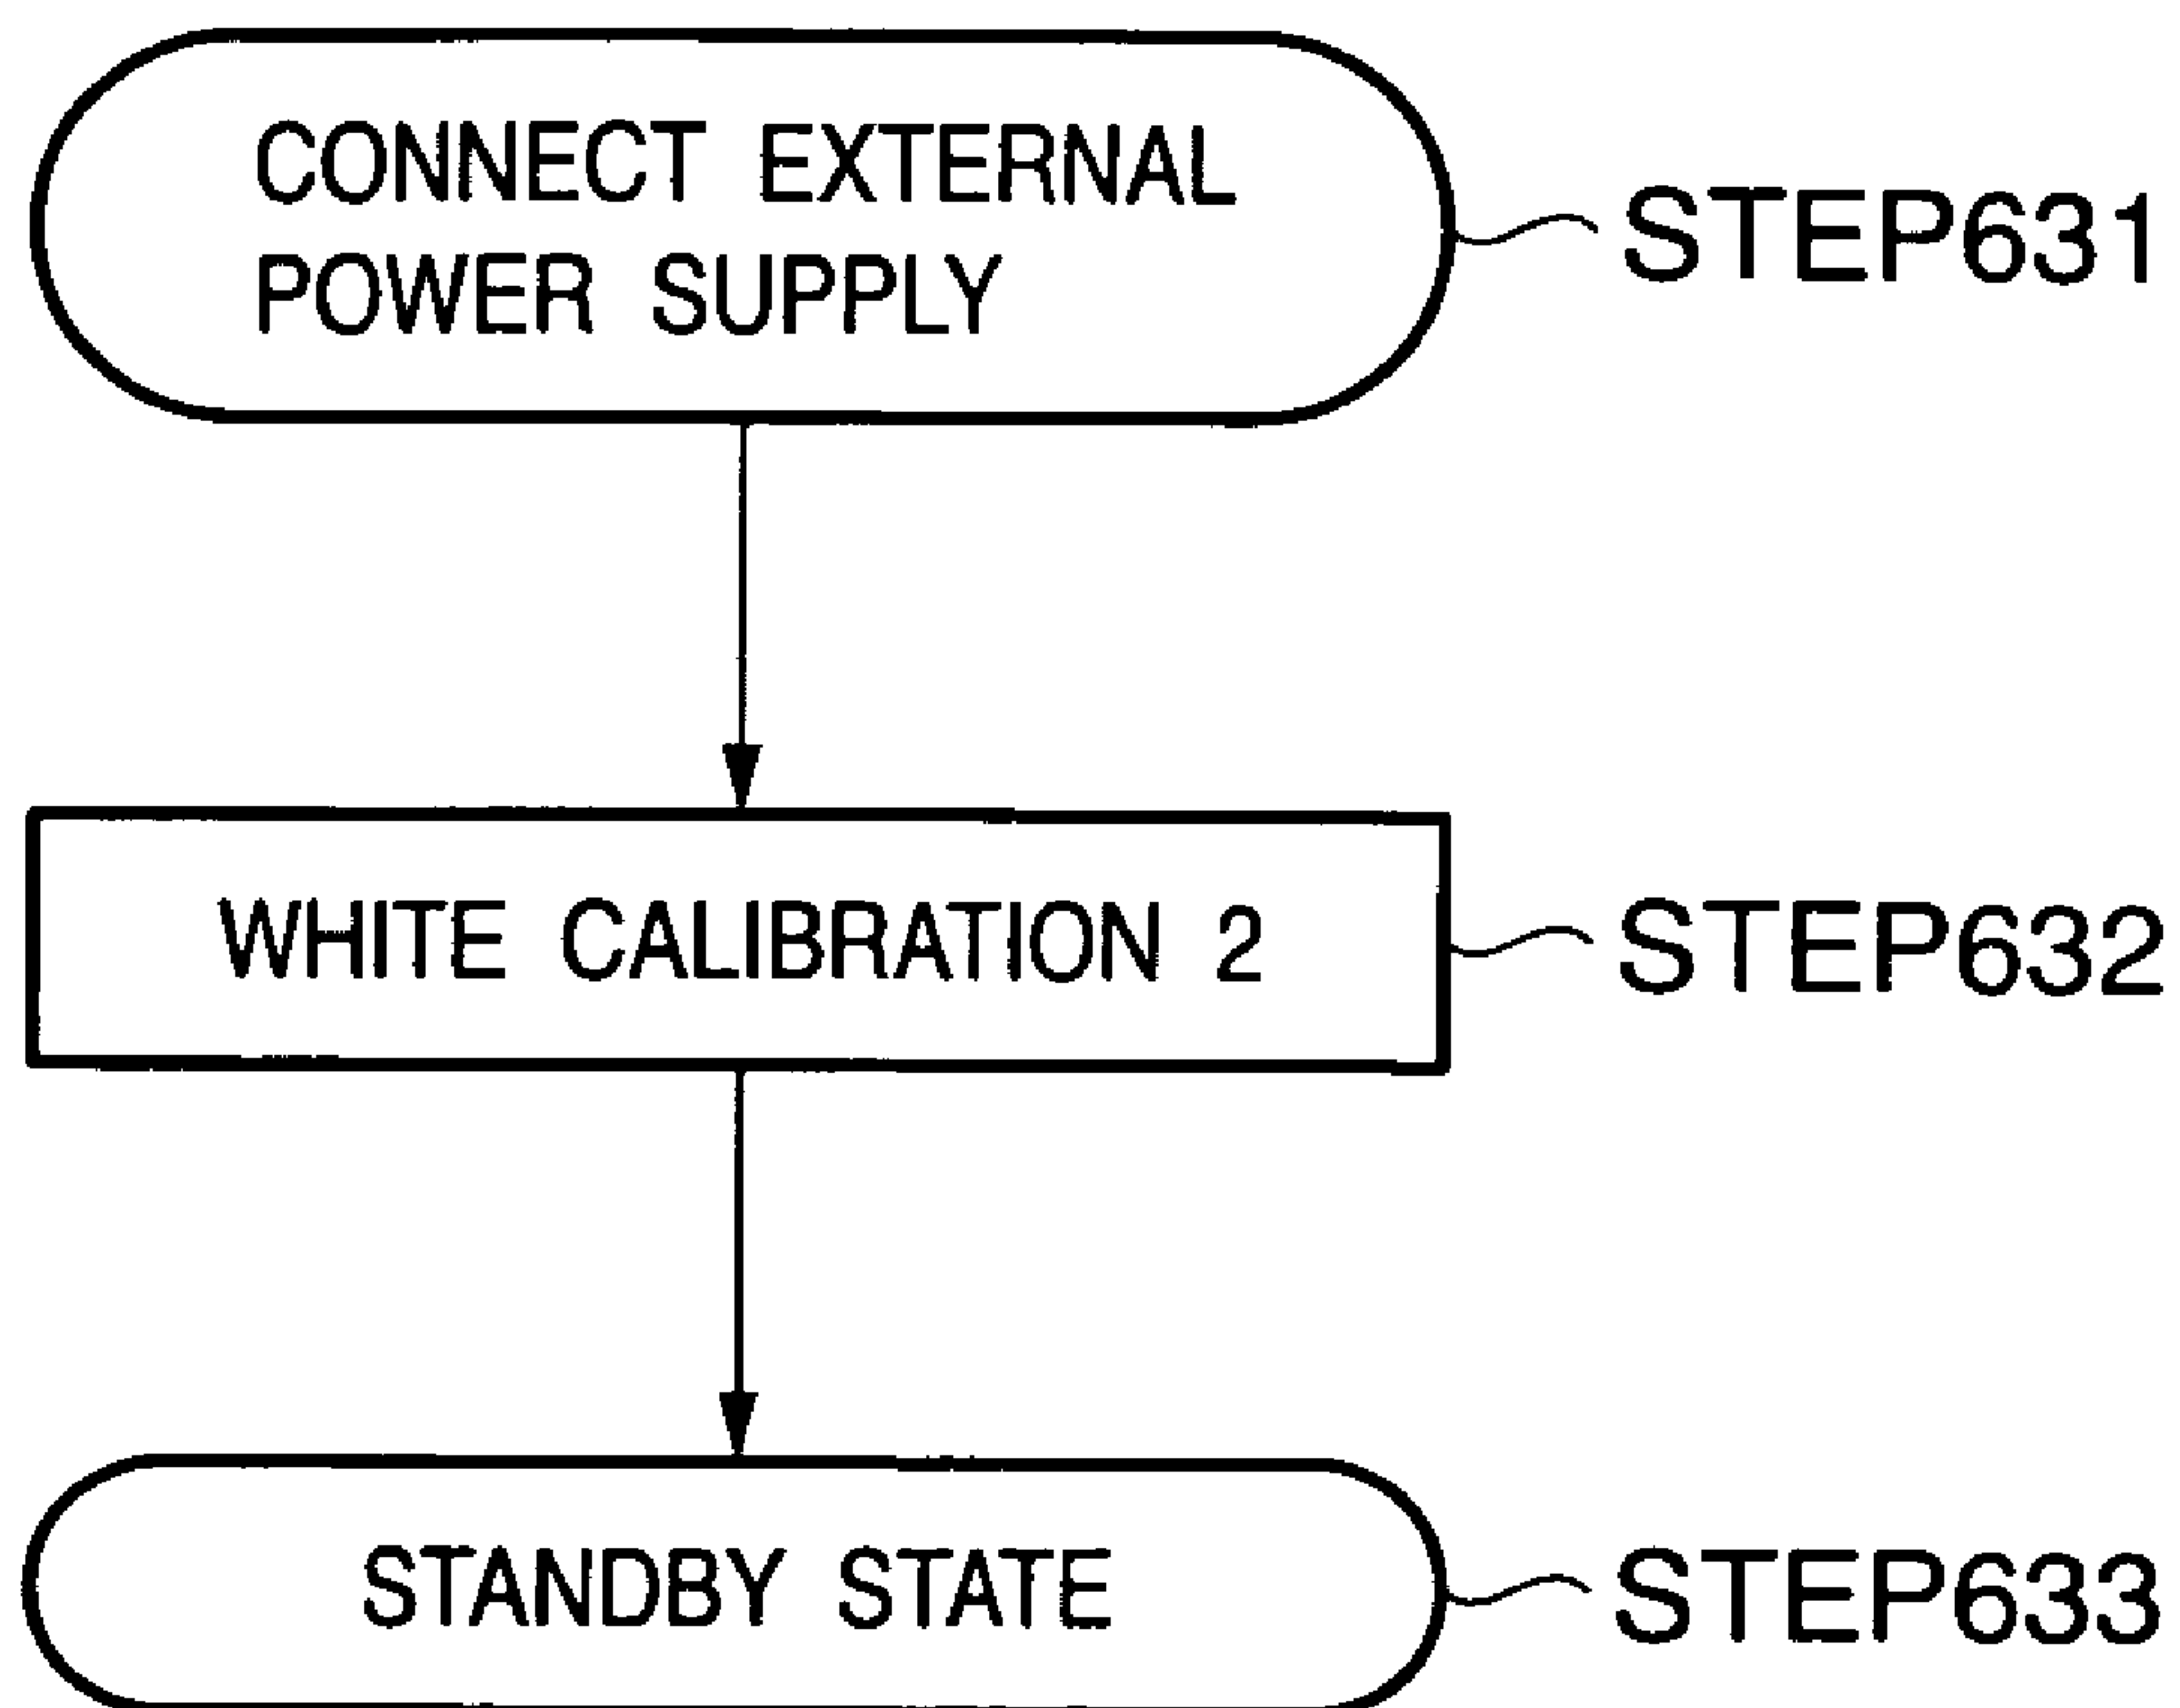 CONNECT EXTERNAL
POWER SUPPLY
STEP631
WHITE CALIBRATION 2
STEP632
STANDBY STATE
STEP633